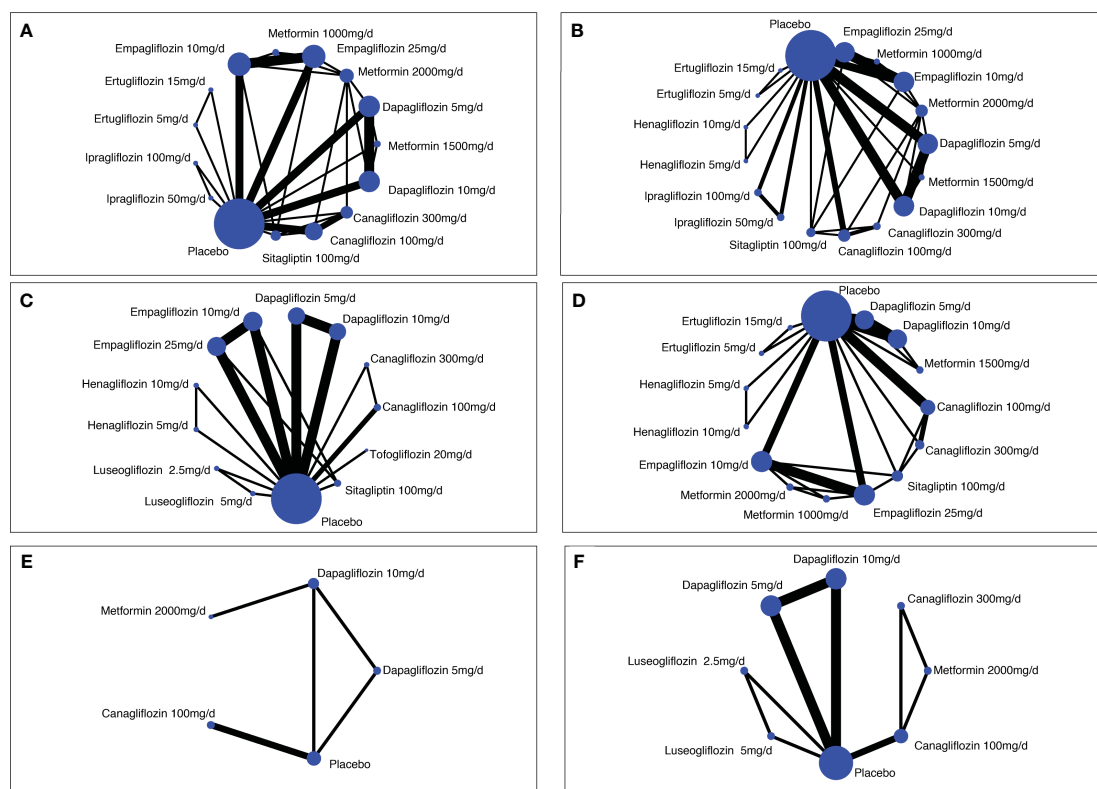 A
Metformin 1000mg/d
Empagliflozin 10mg/d
Empagliflozin 25mg/d
Metformin 2000mg/d
Ertugliflozin 15mg/d
Dapagliflozin 5mg/d
Ertugliflozin 5mg/d
Metformin 1500mg/d
Ipragliflozin 100mg/d
Dapagliflozin 10mg/d
Ipragliflozin 50mg/d
Canagliflozin 300mg/d
Canagliflozin 100mg/d
Placebo
Sitagliptin 100mg/d
B
Placebo
Empagliflozin 25mg/d
Metformin 1000mg/d
Ertugliflozin 15mg/d
Empagliflozin 10mg/d
Ertugliflozin 5mg/d
Metformin 2000mg/d
Henagliflozin 10mg/d
Dapagliflozin 5mg/d
Henagliflozin 5mg/d
Metformin 1500mg/d
Ipragliflozin 100mg/d
Dapagliflozin 10mg/d
Ipragliflozin 50mg/d
Canagliflozin 300mg/d
Sitagliptin 100mg/d
Canagliflozin 100mg/d
C
Dapagliflozin 5mg/d
Empagliflozin 10mg/d
Dapagliflozin 10mg/d
Empagliflozin 25mg/d
Canagliflozin 300mg/d
Henagliflozin 10mg/d
Canagliflozin 100mg/d
Henagliflozin 5mg/d
Tofogliflozin 20mg/d
Luseogliflozin 2.5mg/d
Sitagliptin 100mg/d
Luseogliflozin 5mg/d
Placebo
D
Placebo
Dapagliflozin 5mg/d
Ertugliflozin 15mg/d
Dapagliflozin 10mg/d
Ertugliflozin 5mg/d
Metformin 1500mg/d
Henagliflozin 5mg/d
Canagliflozin 100mg/d
Henagliflozin 10mg/d
Canagliflozin 300mg/d
Empagliflozin 10mg/d
Sitagliptin 100mg/d
Metformin 2000mg/d
Metformin 1000mg/d
Empagliflozin 25mg/d
E
Dapagliflozin 10mg/d
Metformin 2000mg/d
Dapagliflozin 5mg/d
Canagliflozin 100mg/d
Placebo
F
Dapagliflozin 10mg/d
Dapagliflozin 5mg/d
Canagliflozin 300mg/d
Luseogliflozin 2.5mg/d
Metformin 2000mg/d
Luseogliflozin 5mg/d
Canagliflozin 100mg/d
Placebo